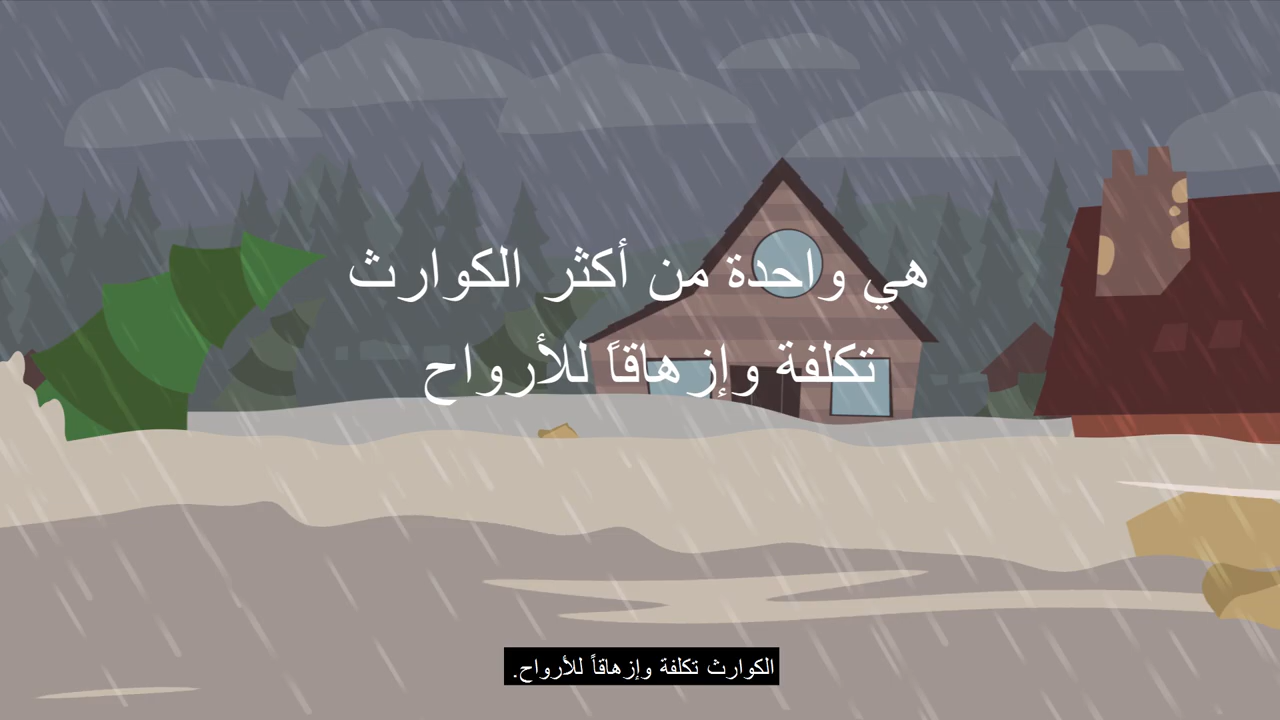 هي واحدة من أكثر الكوارث
تكلفة وإزهاقاً للأرواح
الكوارث تكلفة وإزهاقاً للأرواح.